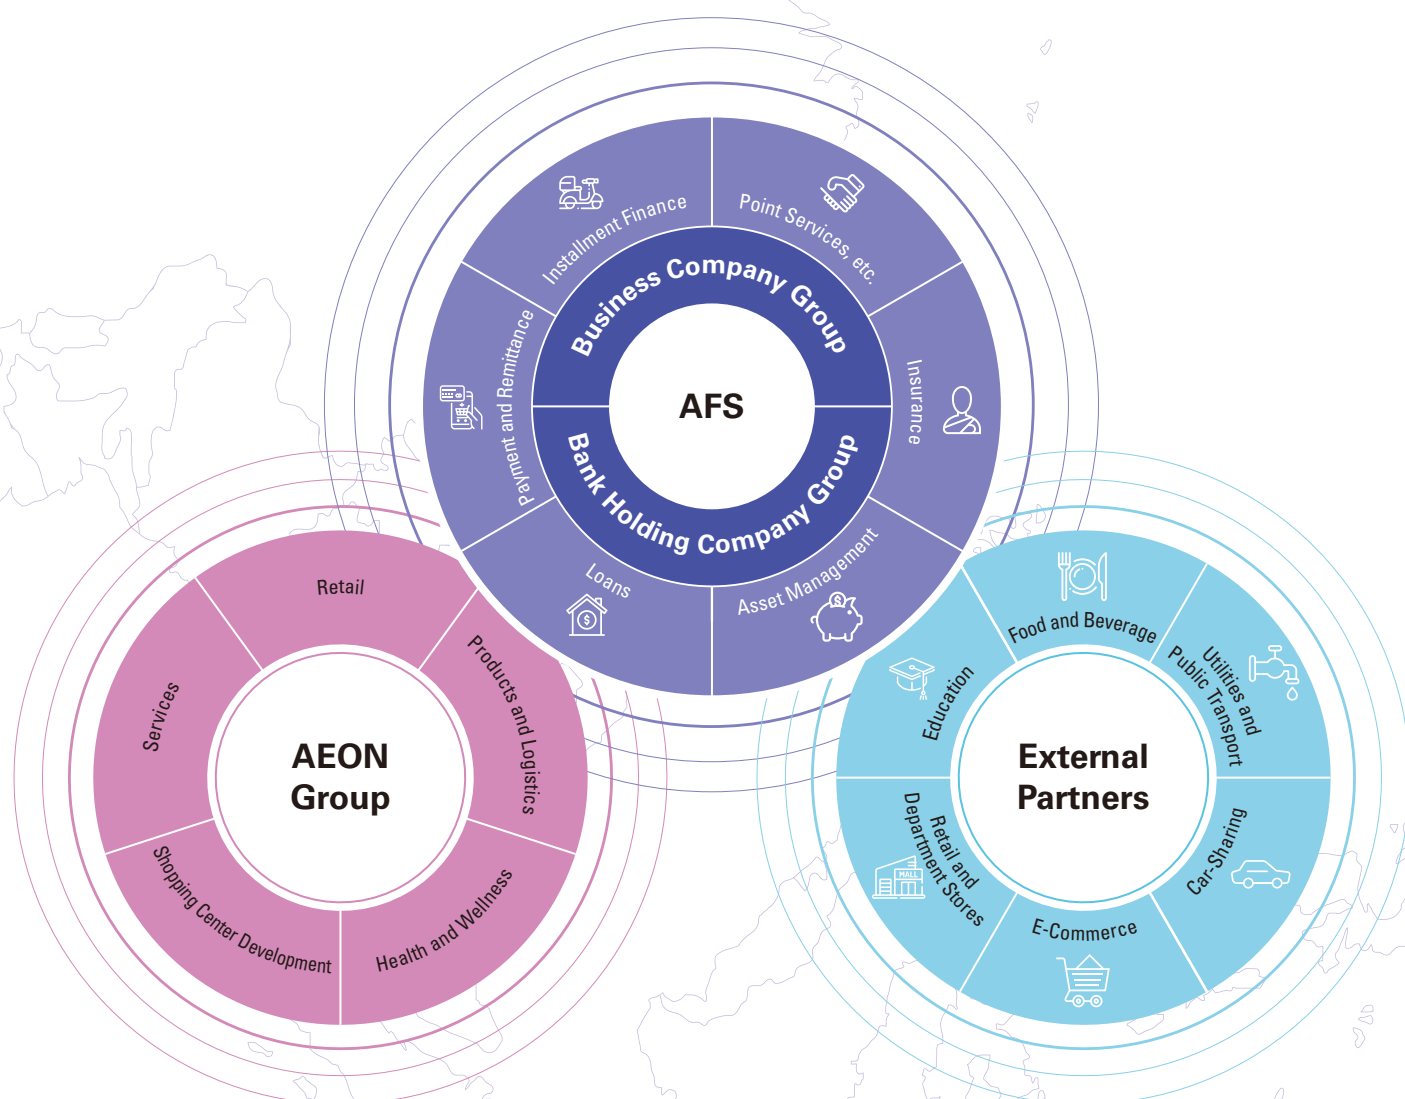 Installment Finance
Point Services, etc.
Business Company Group
Payment and Remittance
AFS
Insurance
Bank Holding Company Group
Loans
$
Asset Management
$
Retail
Products and Logistics
Services
AEON
Group
Shopping Center Development
Health and Wellness
Food and Beverage
Utilities and
Public Transport
Education
External
Partners
Retail and
Department Stores
MALL
Car-Sharing
E-Commerce